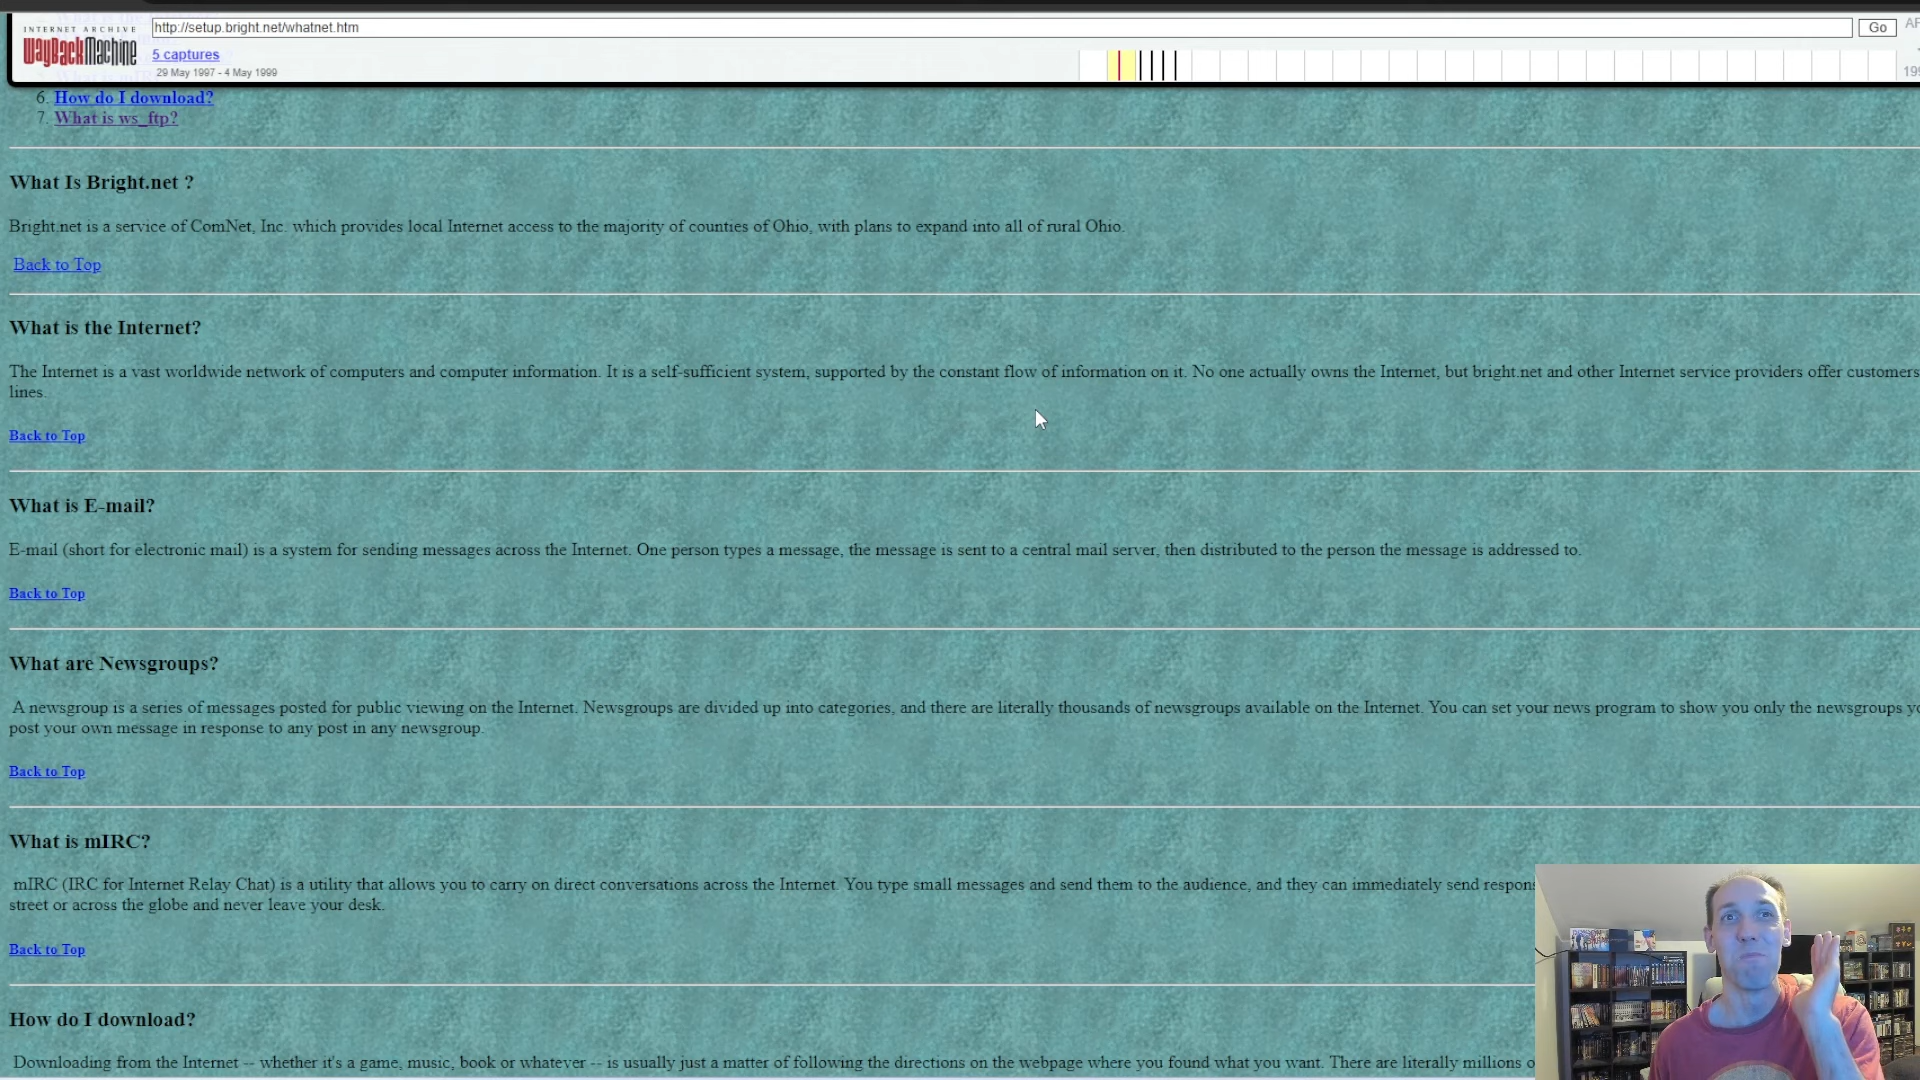 INTERNET ARCHIVE
WayBackMachine
http://setup.bright.net/whatnet.htm
Go
5 captures
29 May 1997 - 4 May 1999
6. How do I download?
7. What is ws_ftp?
What Is Bright.net ?
Bright.net is a service of ComNet, Inc. which provides local Internet access to the majority of counties of Ohio, with plans to expand into all of rural Ohio.
Back to Top
What is the Internet?
The Internet is a vast worldwide network of computers and computer information. It is a self-sufficient system, supported by the constant flow of information on it. No one actually owns the Internet, but bright.net and other Internet service providers offer customers
lines.
Back to Top
What is E-mail?
E-mail (short for electronic mail) is a system for sending messages across the Internet. One person types a message, the message is sent to a central mail server, then distributed to the person the message is addressed to.
Back to Top
What are Newsgroups?
A newsgroup is a series of messages posted for public viewing on the Internet. Newsgroups are divided up into categories, and there are literally thousands of newsgroups available on the Internet. You can set your news program to show you only the newsgroups
post your own message in response to any post in any newsgroup.
Back to Top
What is mIRC?
mIRC (IRC for Internet Relay Chat) is a utility that allows you to carry on direct conversations across the Internet. You type small messages and send them to the audience, and they can immediately send
street or across the globe and never leave your desk.
Back to Top
How do I download?
Downloading from the Internet -- whether it's a game, music, book or whatever -- is usually just a matter of following the directions on the webpage where you found what you want. There are literally millions